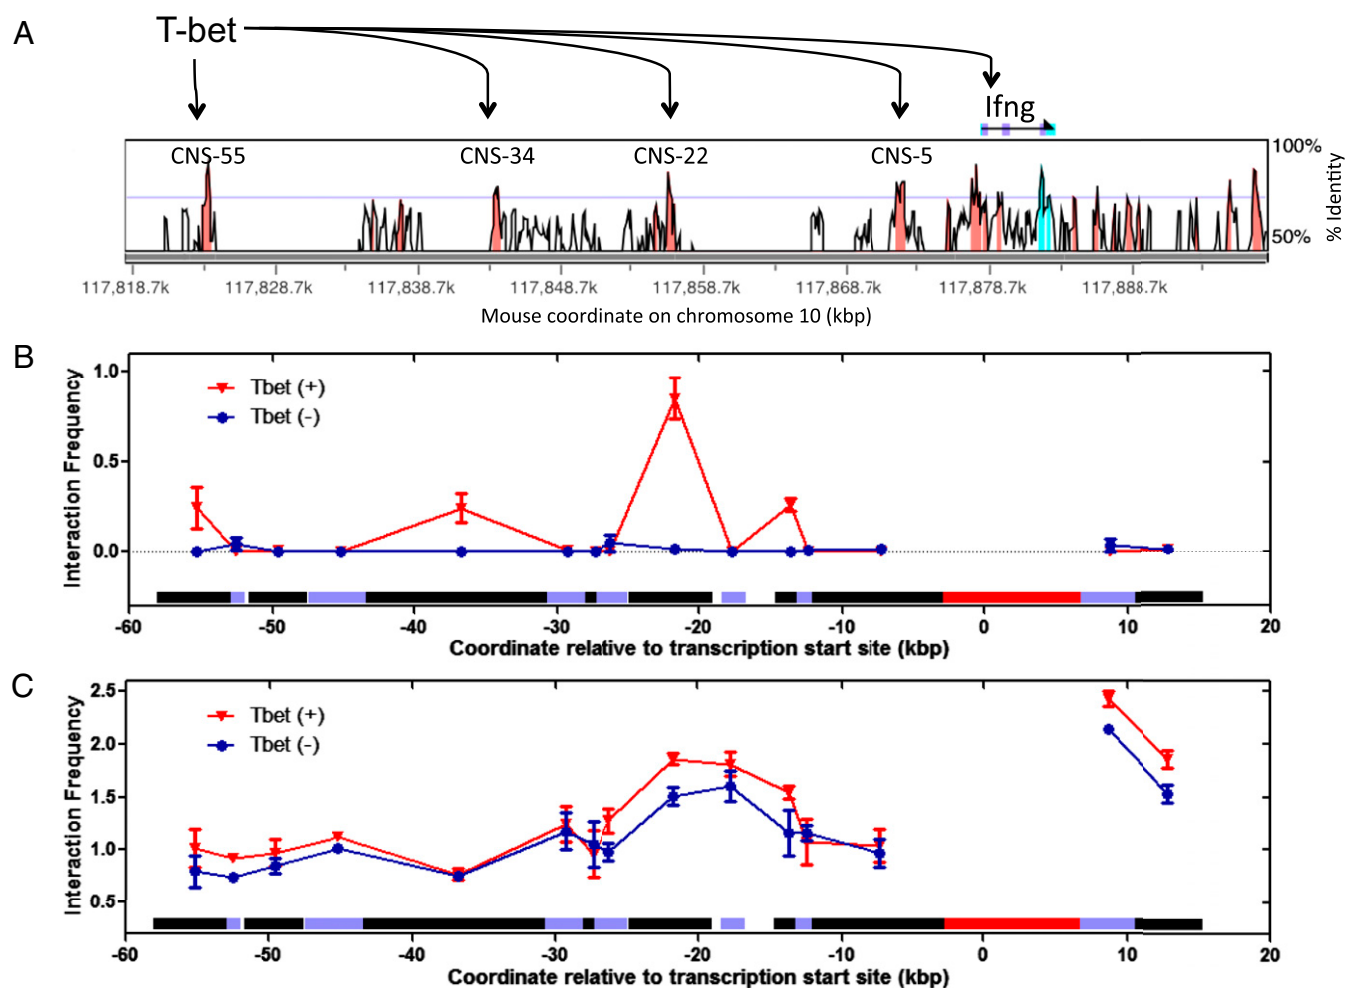 A
T-bet
Ifng
CNS-55 CNS-34 CNS-22 CNS-5
100%
50%
% Identity
117,818.7k 117,828.7k 117,838.7k 117,848.7k 117,858.7k 117,868.7k 117,878.7k 117,888.7k
Mouse coordinate on chromosome 10 (kbp)
B
Interaction Frequency
1.0
0.5
0.0
Tbet (+)
Tbet (-)
-60 -50 -40 -30 -20 -10 0 10 20
Coordinate relative to transcription start site (kbp)
C
Interaction Frequency
2.5
2.0
1.5
1.0
0.5
Tbet (+)
Tbet (-)
-60 -50 -40 -30 -20 -10 0 10 20
Coordinate relative to transcription start site (kbp)